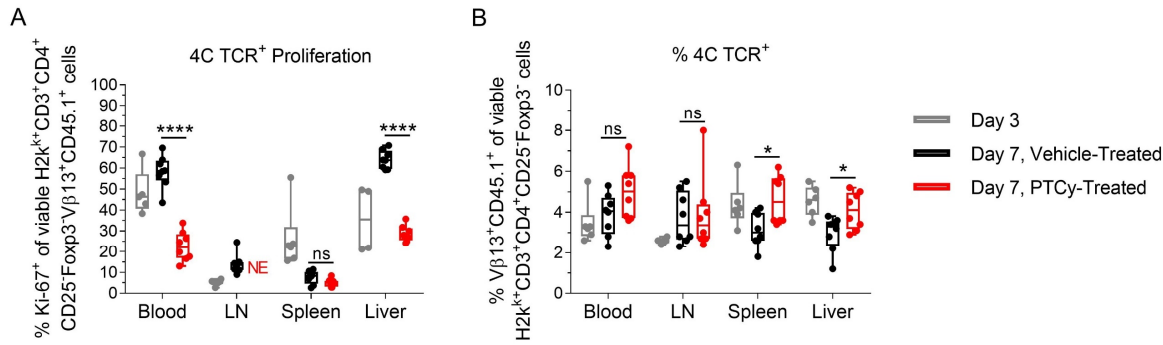 A
4C TCR⁺ Proliferation
% Ki-67⁺ of viable H2kᵏ⁺CD3⁺CD4⁺
CD25⁻Foxp3⁻Vβ13⁺CD45.1⁺ cells
100
90
80
70
60
50
40
30
20
10
0
****
NE
ns
****
Blood LN Spleen Liver
B
% 4C TCR⁺
% Vβ13⁺CD45.1⁺ of viable
H2kᵏ⁺CD3⁺CD4⁺CD25⁻Foxp3⁻ cells
10
8
6
4
2
0
ns
ns
*
*
Blood LN Spleen Liver
Day 3
Day 7, Vehicle-Treated
Day 7, PTCy-Treated